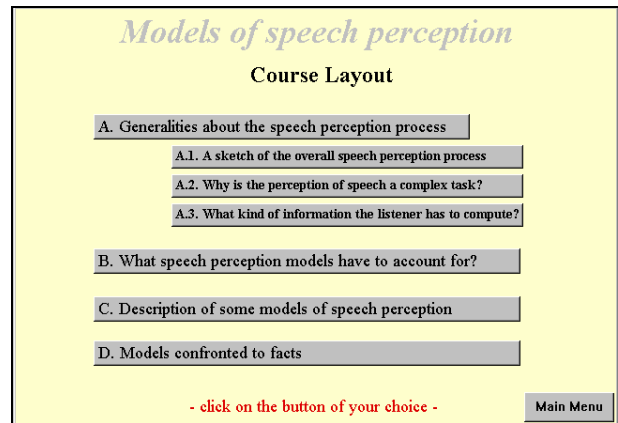 Models of speech perception
Course Layout
A. Generalities about the speech perception process
A.1. A sketch of the overall speech perception process
A.2. Why is the perception of speech a complex task?
A.3. What kind of information the listener has to compute?
B. What speech perception models have to account for?
C. Description of some models of speech perception
D. Models confronted to facts
- click on the button of your choice -
Main Menu